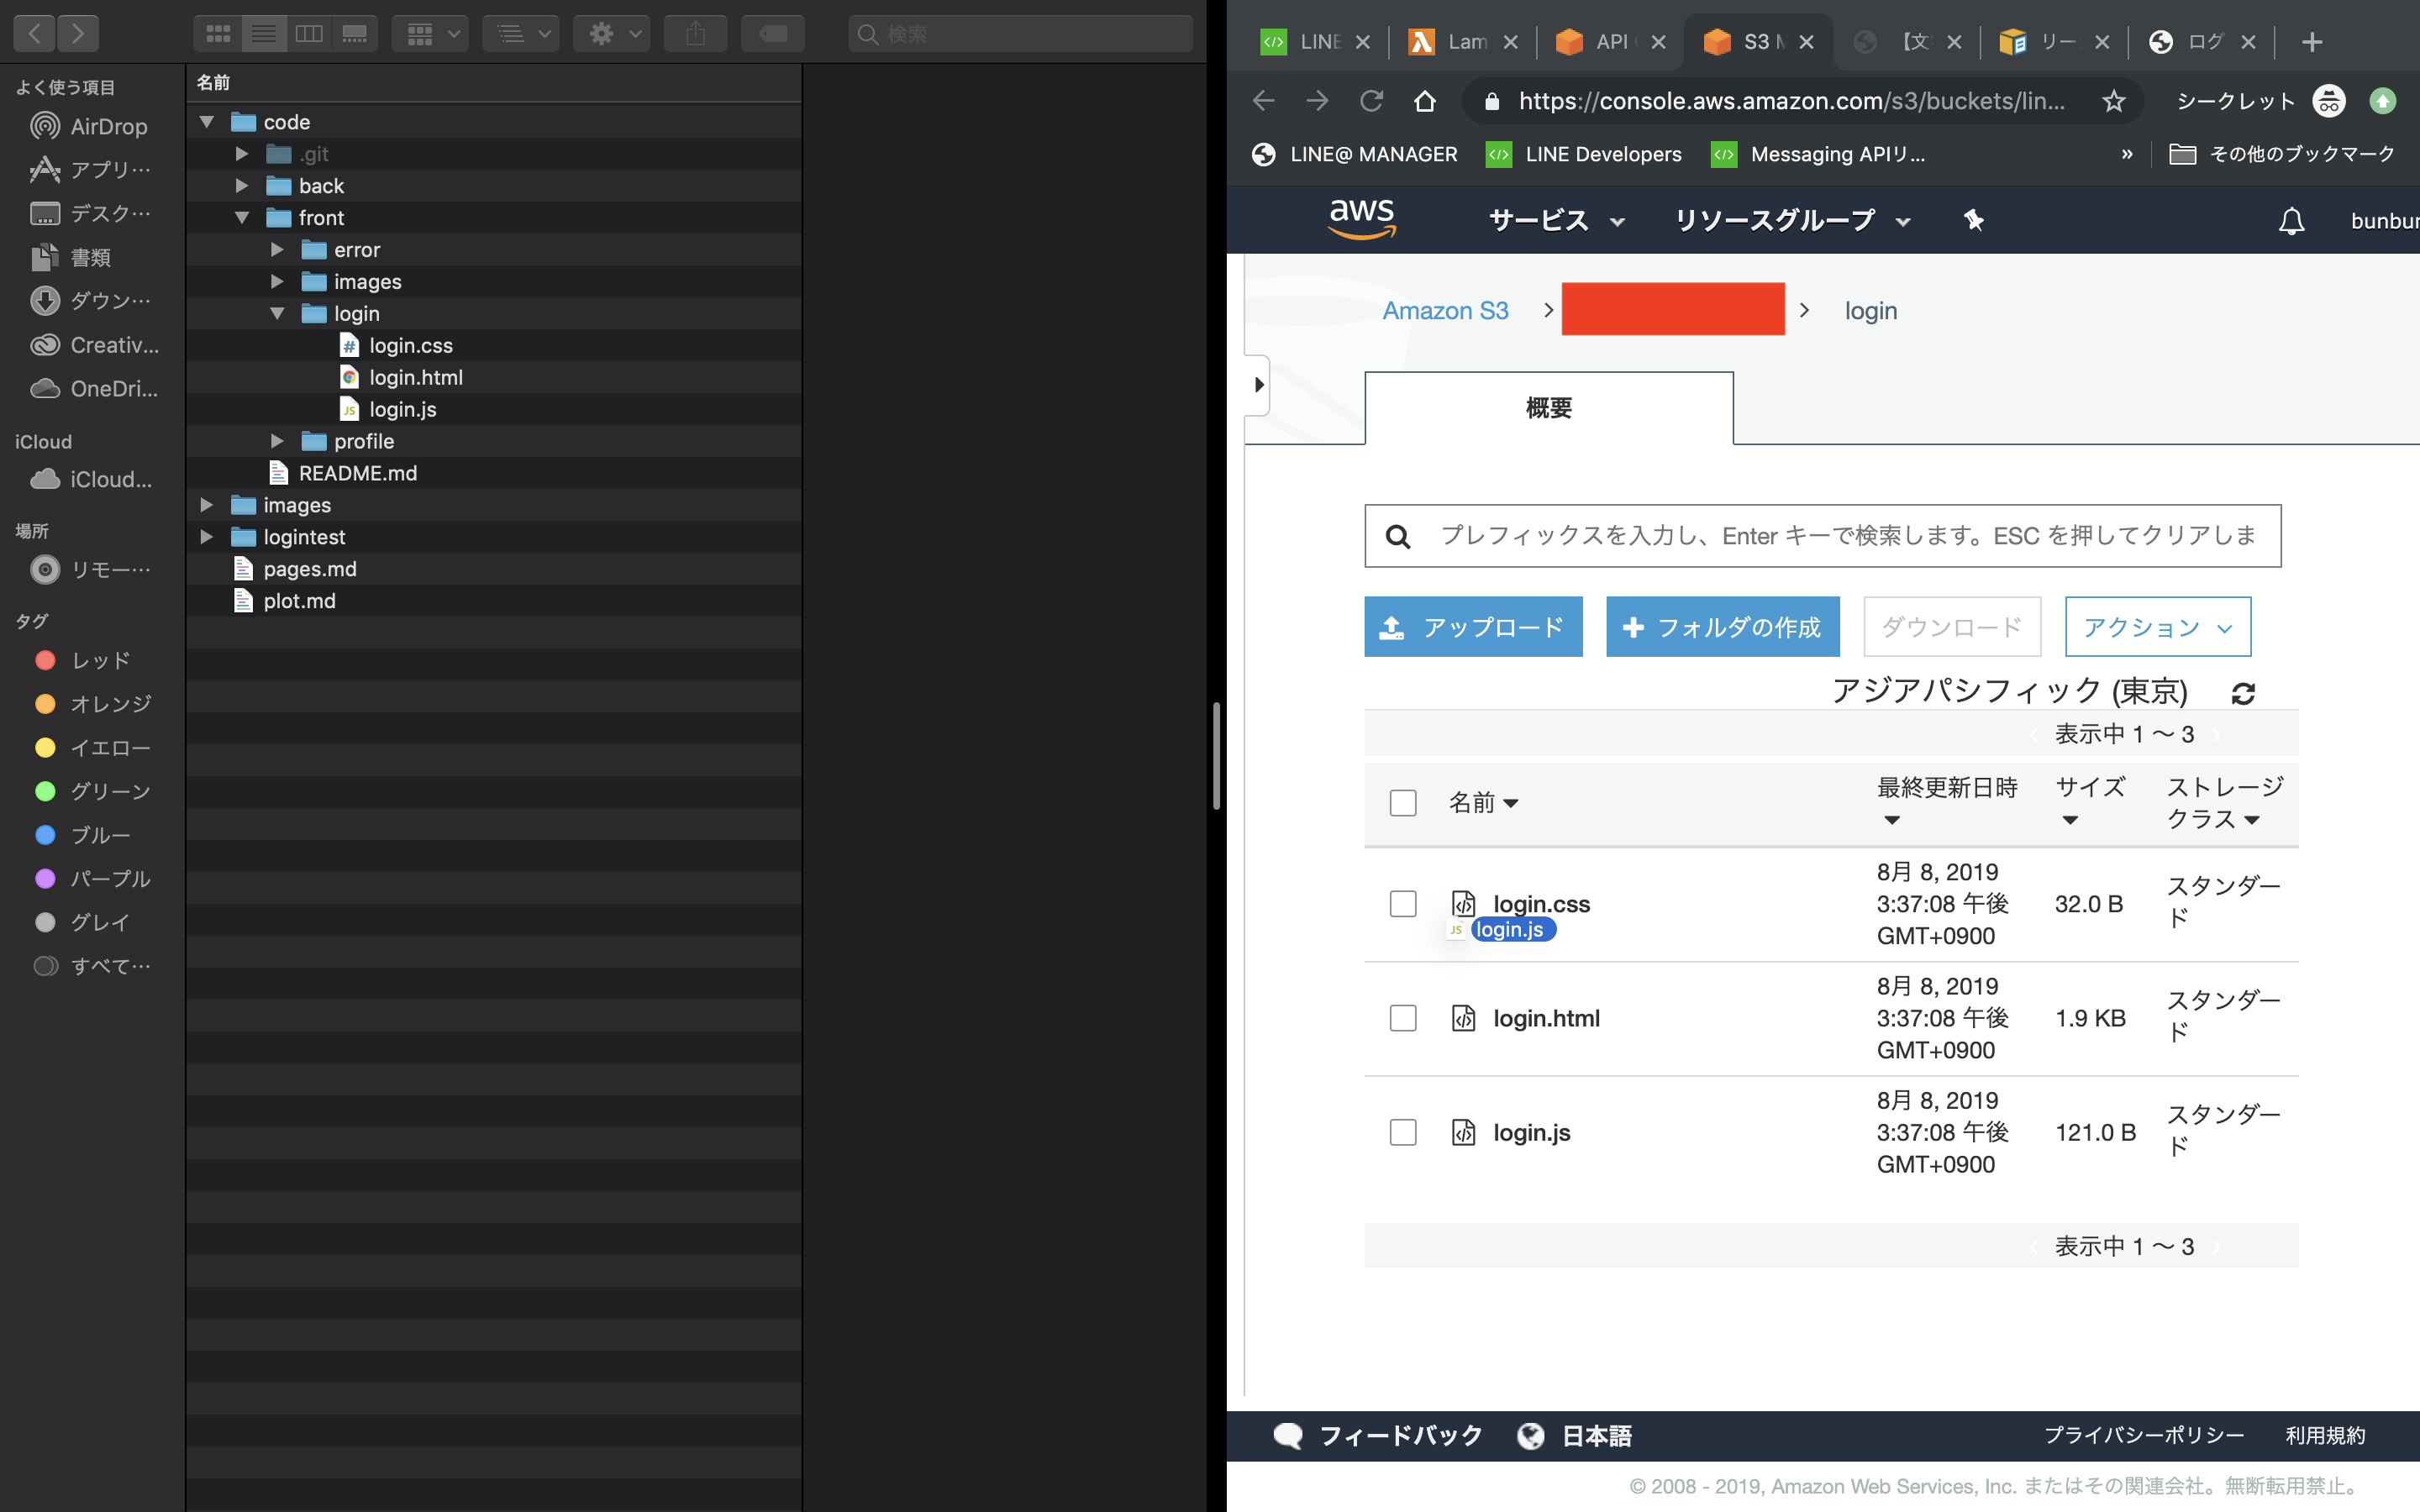 検索
よく使う項目
AirDrop
アプリ…
デスク…
書類
ダウン…
Creativ...
OneDri...
iCloud
iCloud...
場所
リモー…
タグ
レッド
オレンジ
イエロー
グリーン
ブルー
パープル
グレイ
すべて…
名前
code
.git
back
front
error
images
login
login.css
login.html
login.js
profile
README.md
images
logintest
pages.md
plot.md
LINE
Lam
API
S3 M
【文
リー
ログ
https://console.aws.amazon.com/s3/buckets/lin...
シークレット
LINE@ MANAGER
LINE Developers
Messaging APIリ...
»
その他のブックマーク
aws
サービス
リソースグループ
bunbun
Amazon S3
login
概要
プレフィックスを入力し、Enter キーで検索します。ESC を押してクリアしま
アップロード
フォルダの作成
ダウンロード
アクション
アジアパシフィック (東京)
表示中 1 〜 3
名前
最終更新日時
サイズ
ストレージ
クラス
login.css
8月 8, 2019
3:37:08 午後
GMT+0900
32.0 B
スタンダー
ド
JS login.js
login.html
8月 8, 2019
3:37:08 午後
GMT+0900
1.9 KB
スタンダー
ド
login.js
8月 8, 2019
3:37:08 午後
GMT+0900
121.0 B
スタンダー
ド
表示中 1 〜 3
フィードバック
日本語
プライバシーポリシー
利用規約
© 2008 - 2019, Amazon Web Services, Inc. またはその関連会社。無断転用禁止。